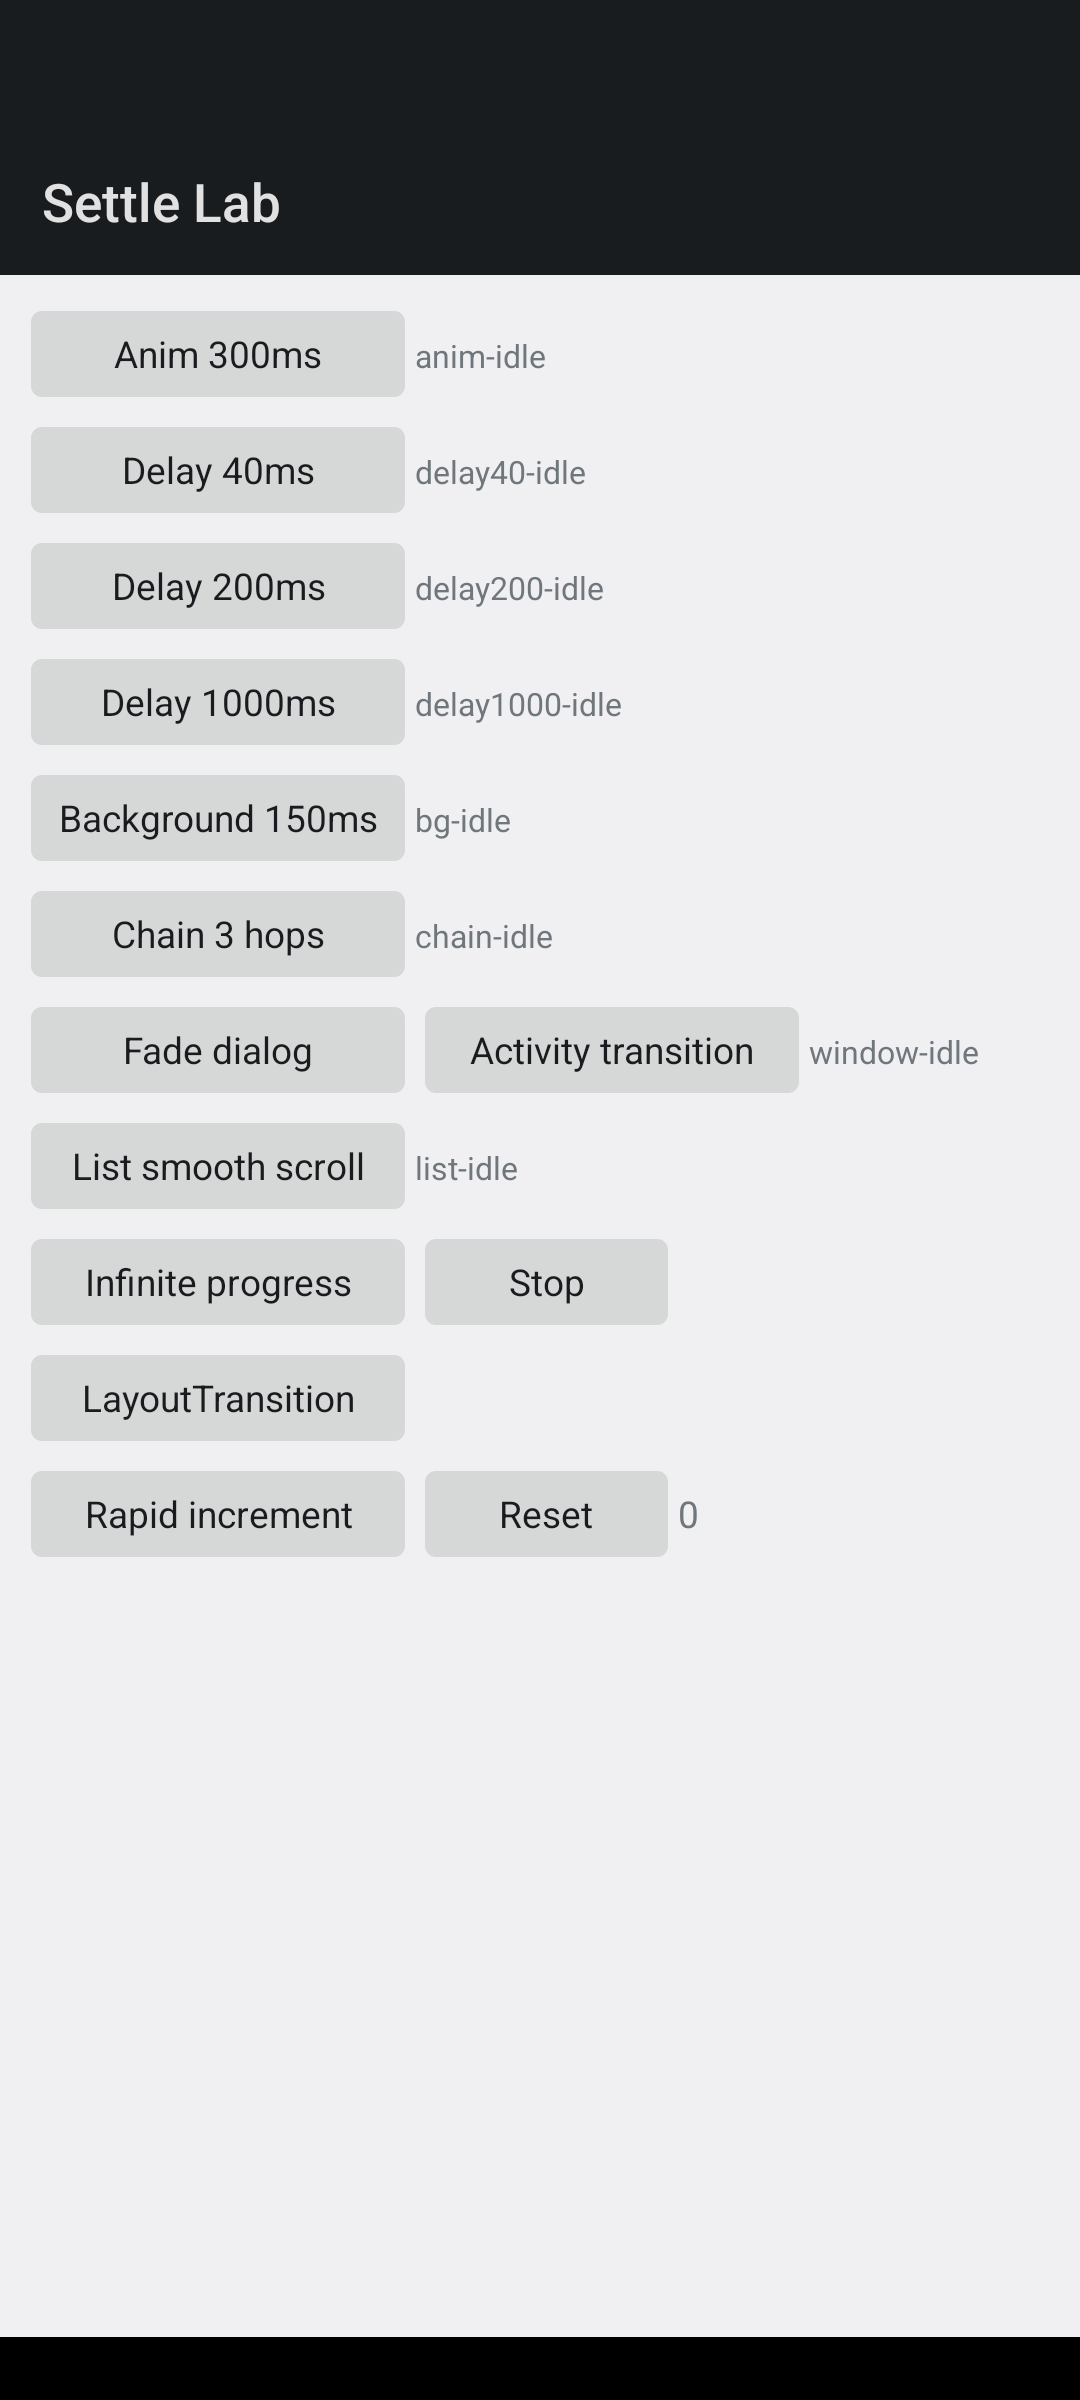 Settle Lab
Anim 300ms anim-idle
Delay 40ms delay40-idle
Delay 200ms delay200-idle
Delay 1000ms delay1000-idle
Background 150ms bg-idle
Chain 3 hops chain-idle
Fade dialog Activity transition window-idle
List smooth scroll list-idle
Infinite progress Stop
LayoutTransition
Rapid increment Reset 0